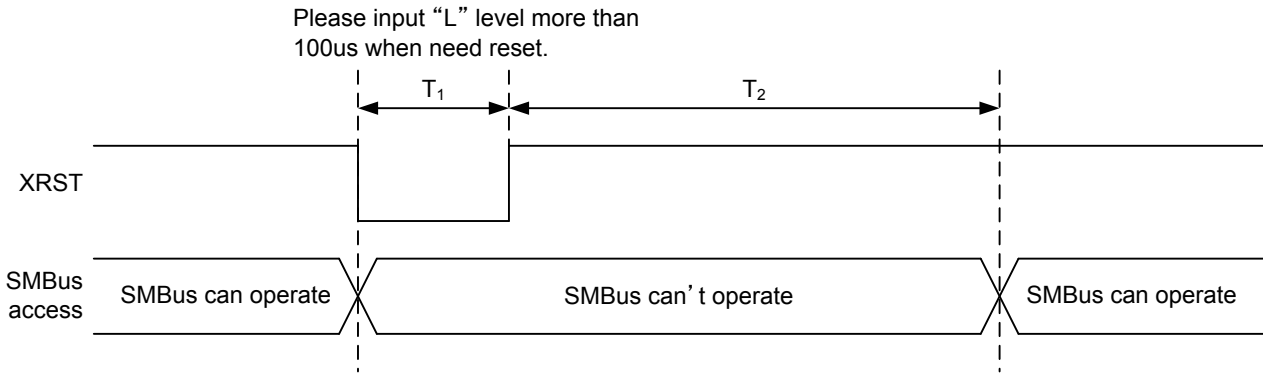 Please input “L” level more than
100us when need reset.
T1
T2
XRST
SMBus
access
SMBus can operate
SMBus can’t operate
SMBus can operate